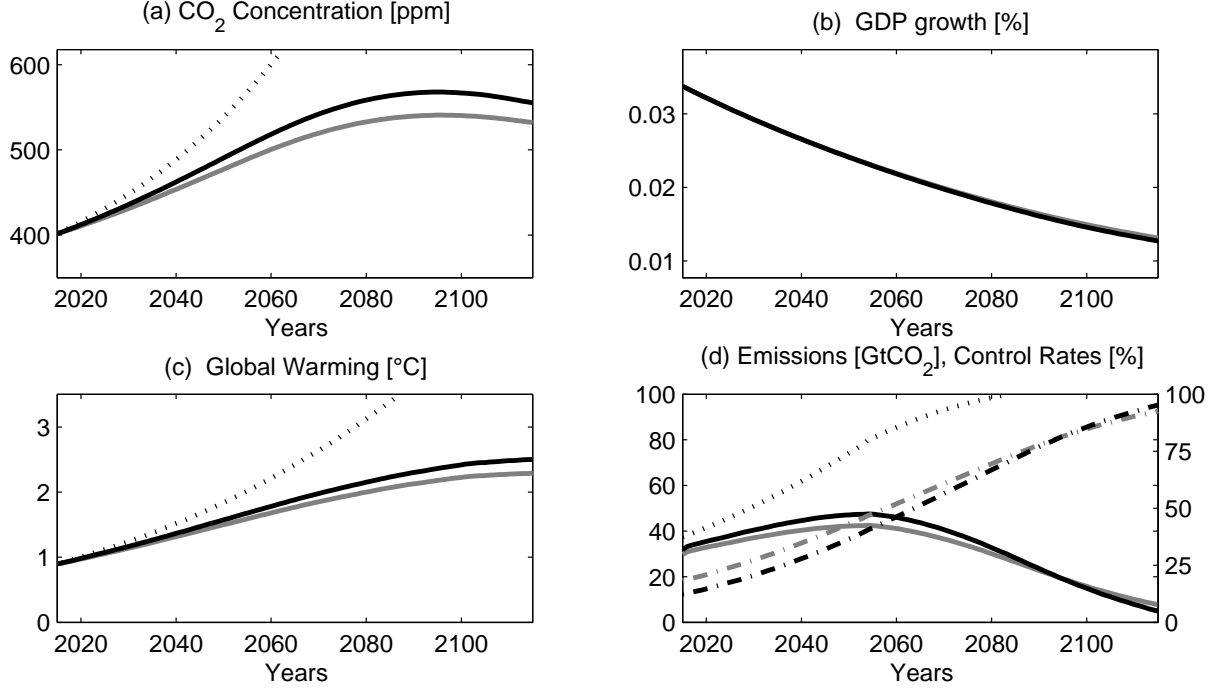 (a) CO2 Concentration [ppm]
600
500
400
2020 2040 2060 2080 2100
Years
(b) GDP growth [%]
0.03
0.02
0.01
2020 2040 2060 2080 2100
Years
(c) Global Warming [°C]
3
2
1
0
2020 2040 2060 2080 2100
Years
(d) Emissions [GtCO2], Control Rates [%]
100 100
80 75
60
50
40
25
20
0 0
2020 2040 2060 2080 2100
Years